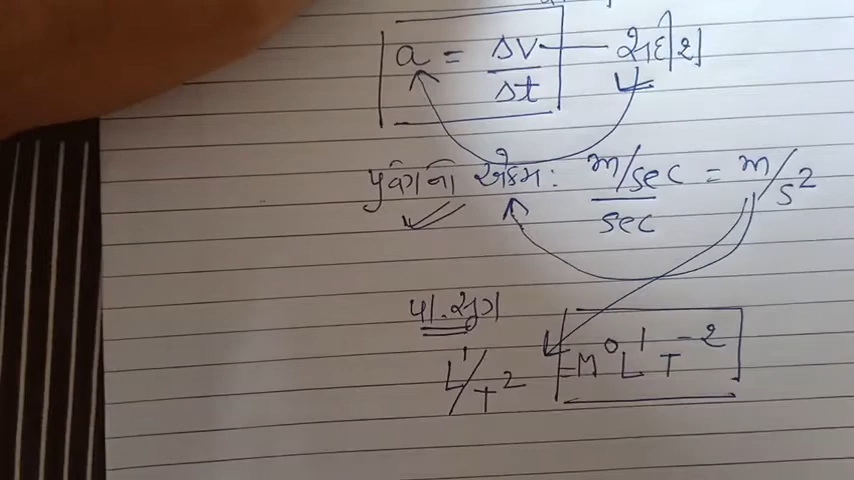 a = Δv/Δt — સદિશ
પ્રવેગનો એકમ: m/sec/sec = m/s²
પા.સૂત્ર
L¹/T² = M⁰L¹T⁻²